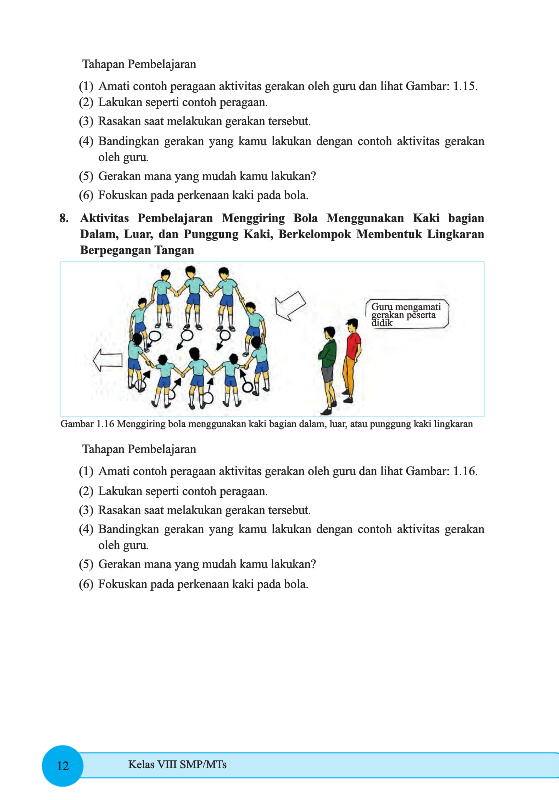 Tahapan Pembelajaran
(1) Amati contoh peragaan aktivitas gerakan oleh guru dan lihat Gambar: 1.15.
(2) Lakukan seperti contoh peragaan.
(3) Rasakan saat melakukan gerakan tersebut.
(4) Bandingkan gerakan yang kamu lakukan dengan contoh aktivitas gerakan
oleh guru.
(5) Gerakan mana yang mudah kamu lakukan?
(6) Fokuskan pada perkenaan kaki pada bola.
8. Aktivitas Pembelajaran Menggiring Bola Menggunakan Kaki bagian
Dalam, Luar, dan Punggung Kaki, Berkelompok Membentuk Lingkaran
Berpegangan Tangan
Guru mengamati
gerakan peserta
didik
Gambar 1.16 Menggiring bola menggunakan kaki bagian dalam, luar, atau punggung kaki lingkaran
Tahapan Pembelajaran
(1) Amati contoh peragaan aktivitas gerakan oleh guru dan lihat Gambar: 1.16.
(2) Lakukan seperti contoh peragaan.
(3) Rasakan saat melakukan gerakan tersebut.
(4) Bandingkan gerakan yang kamu lakukan dengan contoh aktivitas gerakan
oleh guru.
(5) Gerakan mana yang mudah kamu lakukan?
(6) Fokuskan pada perkenaan kaki pada bola.
12 Kelas VIII SMP/MTs